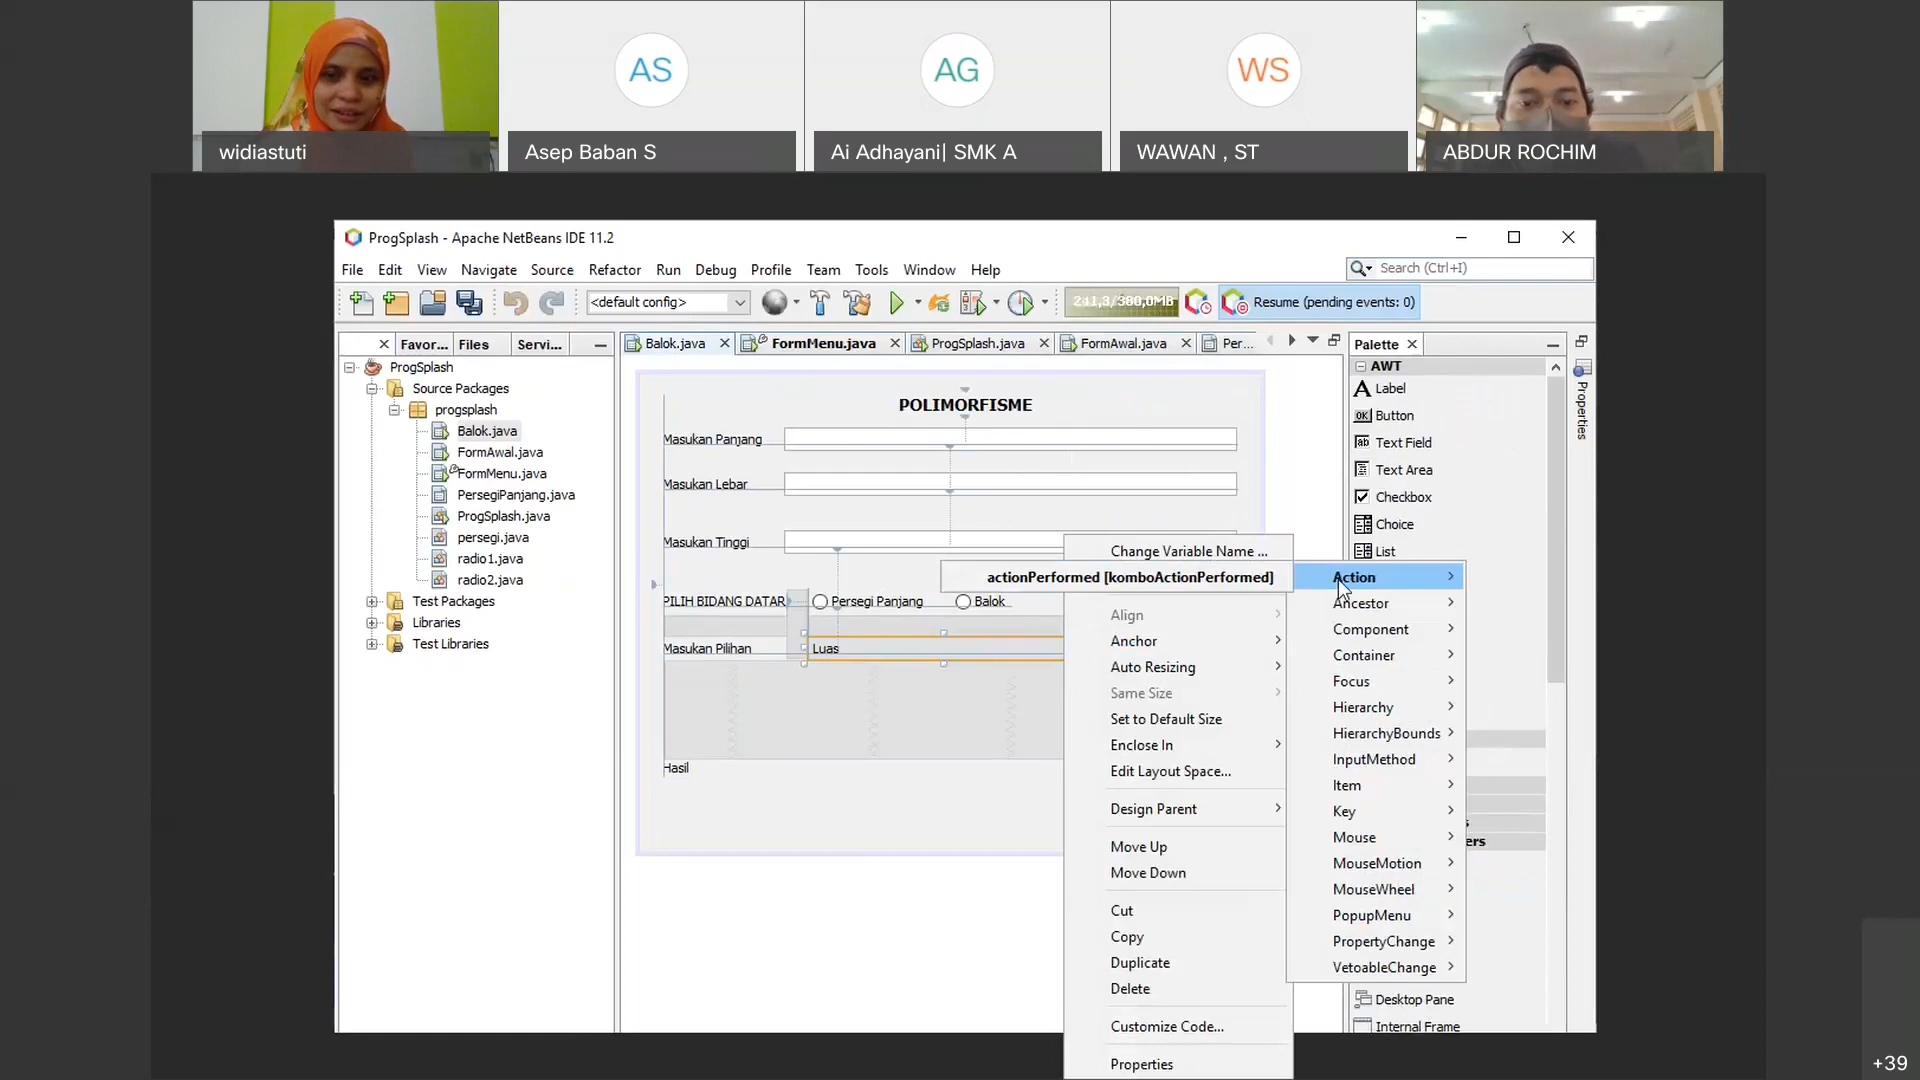 AS
AG
WS
widiastuti
Asep Baban S
Ai Adhayani| SMK A
WAWAN , ST
ABDUR ROCHIM
ProgSplash - Apache NetBeans IDE 11.2
File Edit View Navigate Source Refactor Run Debug Profile Team Tools Window Help
Search (Ctrl+I)
<default config>
Resume (pending events: 0)
Favor... Files Servi...
Balok.java FormMenu.java ProgSplash.java FormAwal.java Per...
Palette
ProgSplash
Source Packages
progsplash
Balok.java
FormAwal.java
FormMenu.java
PersegiPanjang.java
ProgSplash.java
persegi.java
radio1.java
radio2.java
Test Packages
Libraries
Test Libraries
POLIMORFISME
Masukan Panjang
Masukan Lebar
Masukan Tinggi
PILIH BIDANG DATAR Persegi Panjang Balok
Masukan Pilihan Luas
Hasil
Change Variable Name ...
actionPerformed [komboActionPerformed]
Align
Anchor
Auto Resizing
Same Size
Set to Default Size
Enclose In
Edit Layout Space...
Design Parent
Move Up
Move Down
Cut
Copy
Duplicate
Delete
Customize Code...
Properties
Action
Ancestor
Component
Container
Focus
Hierarchy
HierarchyBounds
InputMethod
Item
Key
Mouse
MouseMotion
MouseWheel
PopupMenu
PropertyChange
VetoableChange
AWT
Label
Button
Text Field
Text Area
Checkbox
Choice
List
ers
Desktop Pane
Internal Frame
Properties
+39